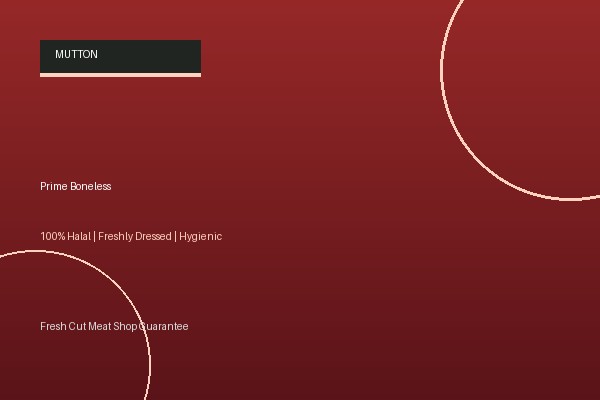 MUTTON
Prime Boneless
100% Halal | Freshly Dressed | Hygienic
Fresh Cut Meat Shop Guarantee